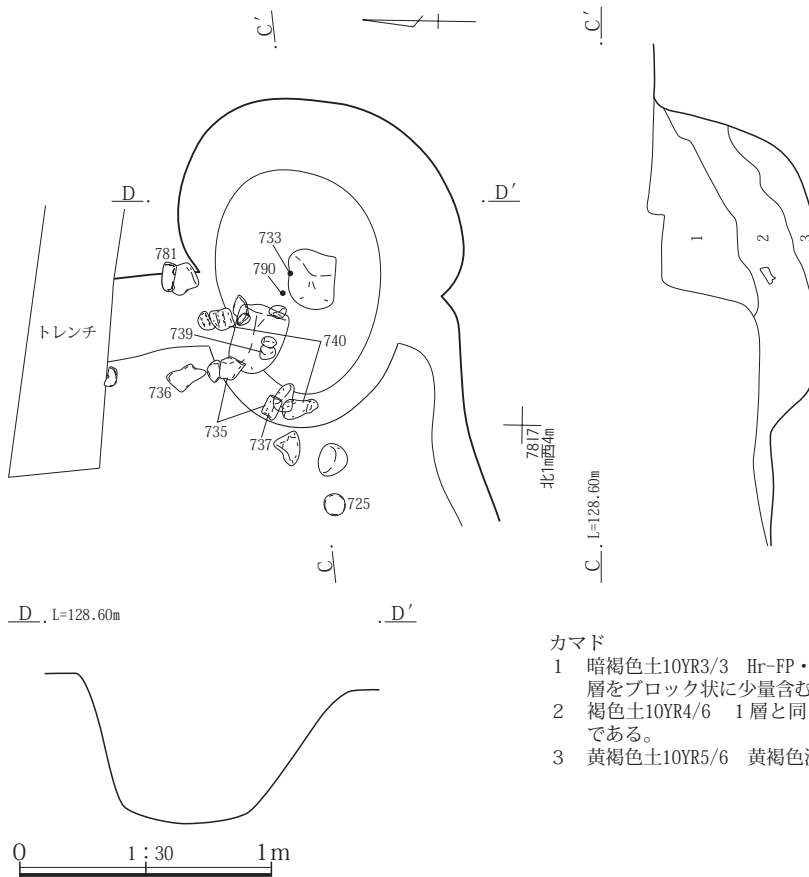 C′
C′
D
D′
733
781
790
トレンチ
739
740
736
735
737
725
1
2
3
7817
北1m西4m
C
C L=128.60m
D L=128.60m
D′
カマド
1 暗褐色土10YR3/3 Hr-FP・
層をブロック状に少量含む
2 褐色土10YR4/6 1層と同
である。
3 黄褐色土10YR5/6 黄褐色
0 1:30 1m